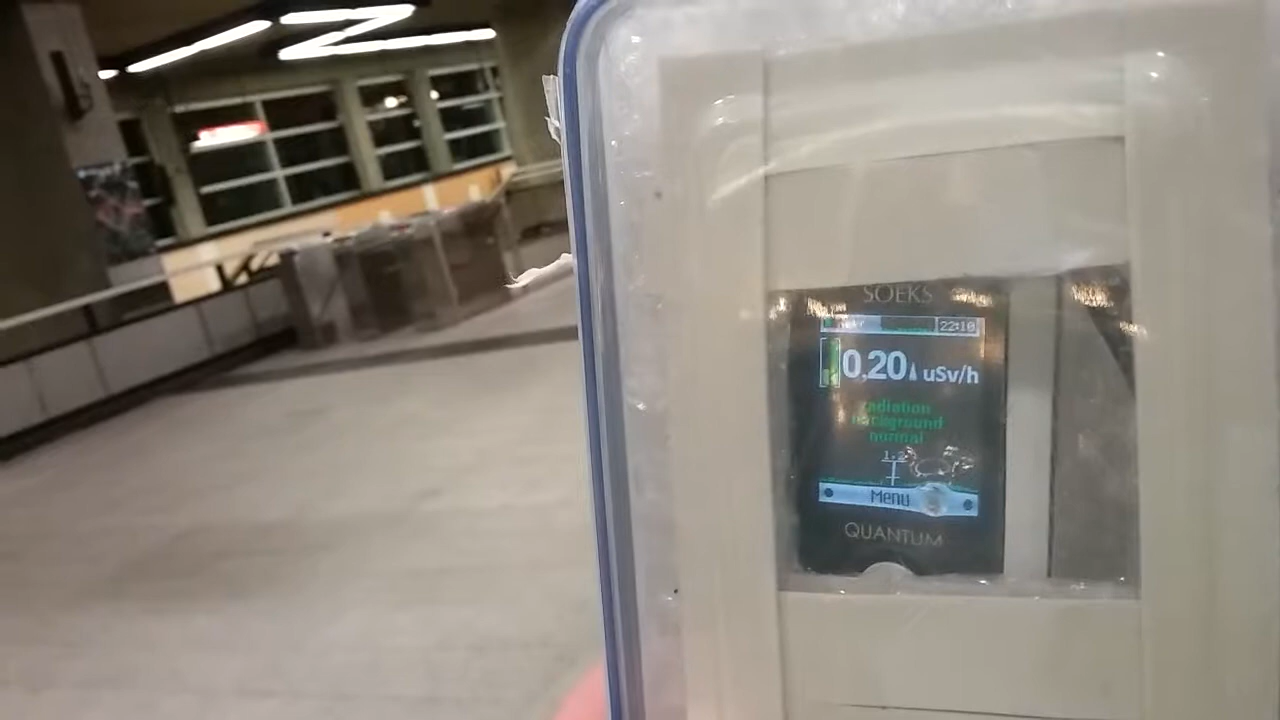 SOEKS
22:10
0,20 uSv/h
radiation
background
normal
Menu
QUANTUM